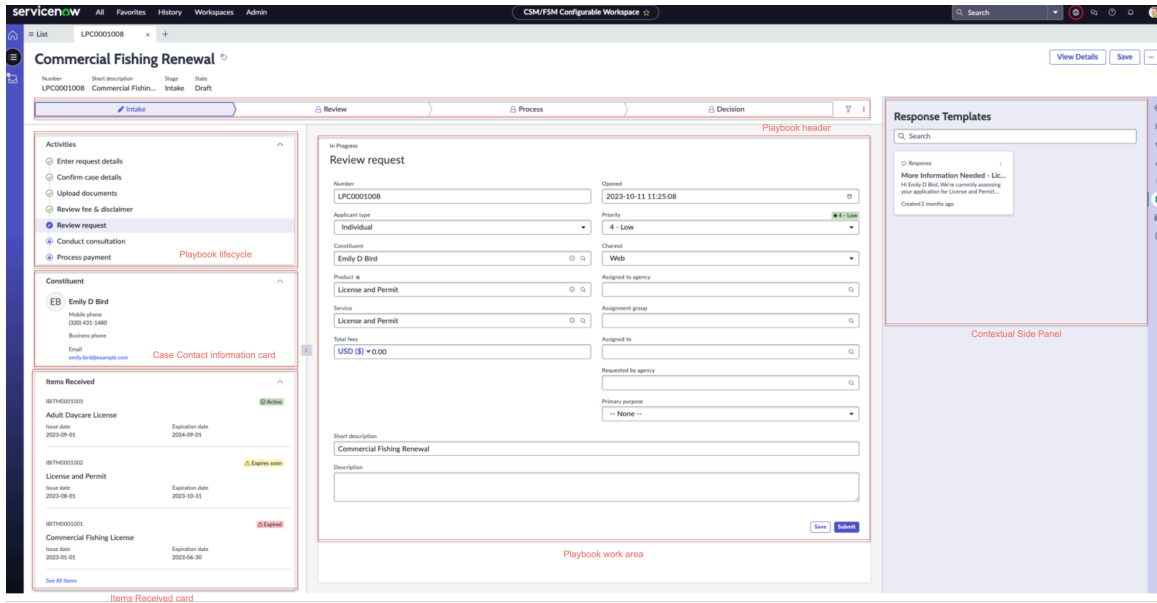 servicenow All Favorites History Workspaces Admin CSM/FSM Configurable Workspace Search
List LPC0001008 × +
Commercial Fishing Renewal View Details Save
Number Short description Stage State
LPC0001008 Commercial Fishin... Intake Draft
Intake Review Process Decision
Playbook header
Activities
Enter request details
Confirm case details
Upload documents
Review fee & disclaimer
Review request
Conduct consultation
Process payment
Playbook lifecycle
Constituent
EB Emily D Bird
Mobile phone
(320) 431-1480
Business phone
Email
emily.bird@example.com
Case Contact information card
Items Received
IBITM0001003 Active
Adult Daycare License
Issue date Expiration date
2023-09-01 2024-09-01
IBITM0001002 Expires soon
License and Permit
Issue date Expiration date
2023-08-01 2023-10-31
IBITM0001001 Expired
Commercial Fishing License
Issue date Expiration date
2023-01-01 2023-06-30
See All Items
Items Received card
In Progress
Review request
Number Opened
LPC0001008 2023-10-11 11:25:08
Applicant type Priority 4 - Low
Individual 4 - Low
Constituent Channel
Emily D Bird Web
Product Assigned to agency
License and Permit
Service Assignment group
License and Permit
Total fees Assigned to
USD ($) 0.00
Requested by agency
Primary purpose
-- None --
Short description
Commercial Fishing Renewal
Description
Save Submit
Playbook work area
Response Templates
Search
Response
More Information Needed - Lic...
Hi Emily D Bird, We're currently assessing
your application for License and Permit....
Created 2 months ago
Contextual Side Panel